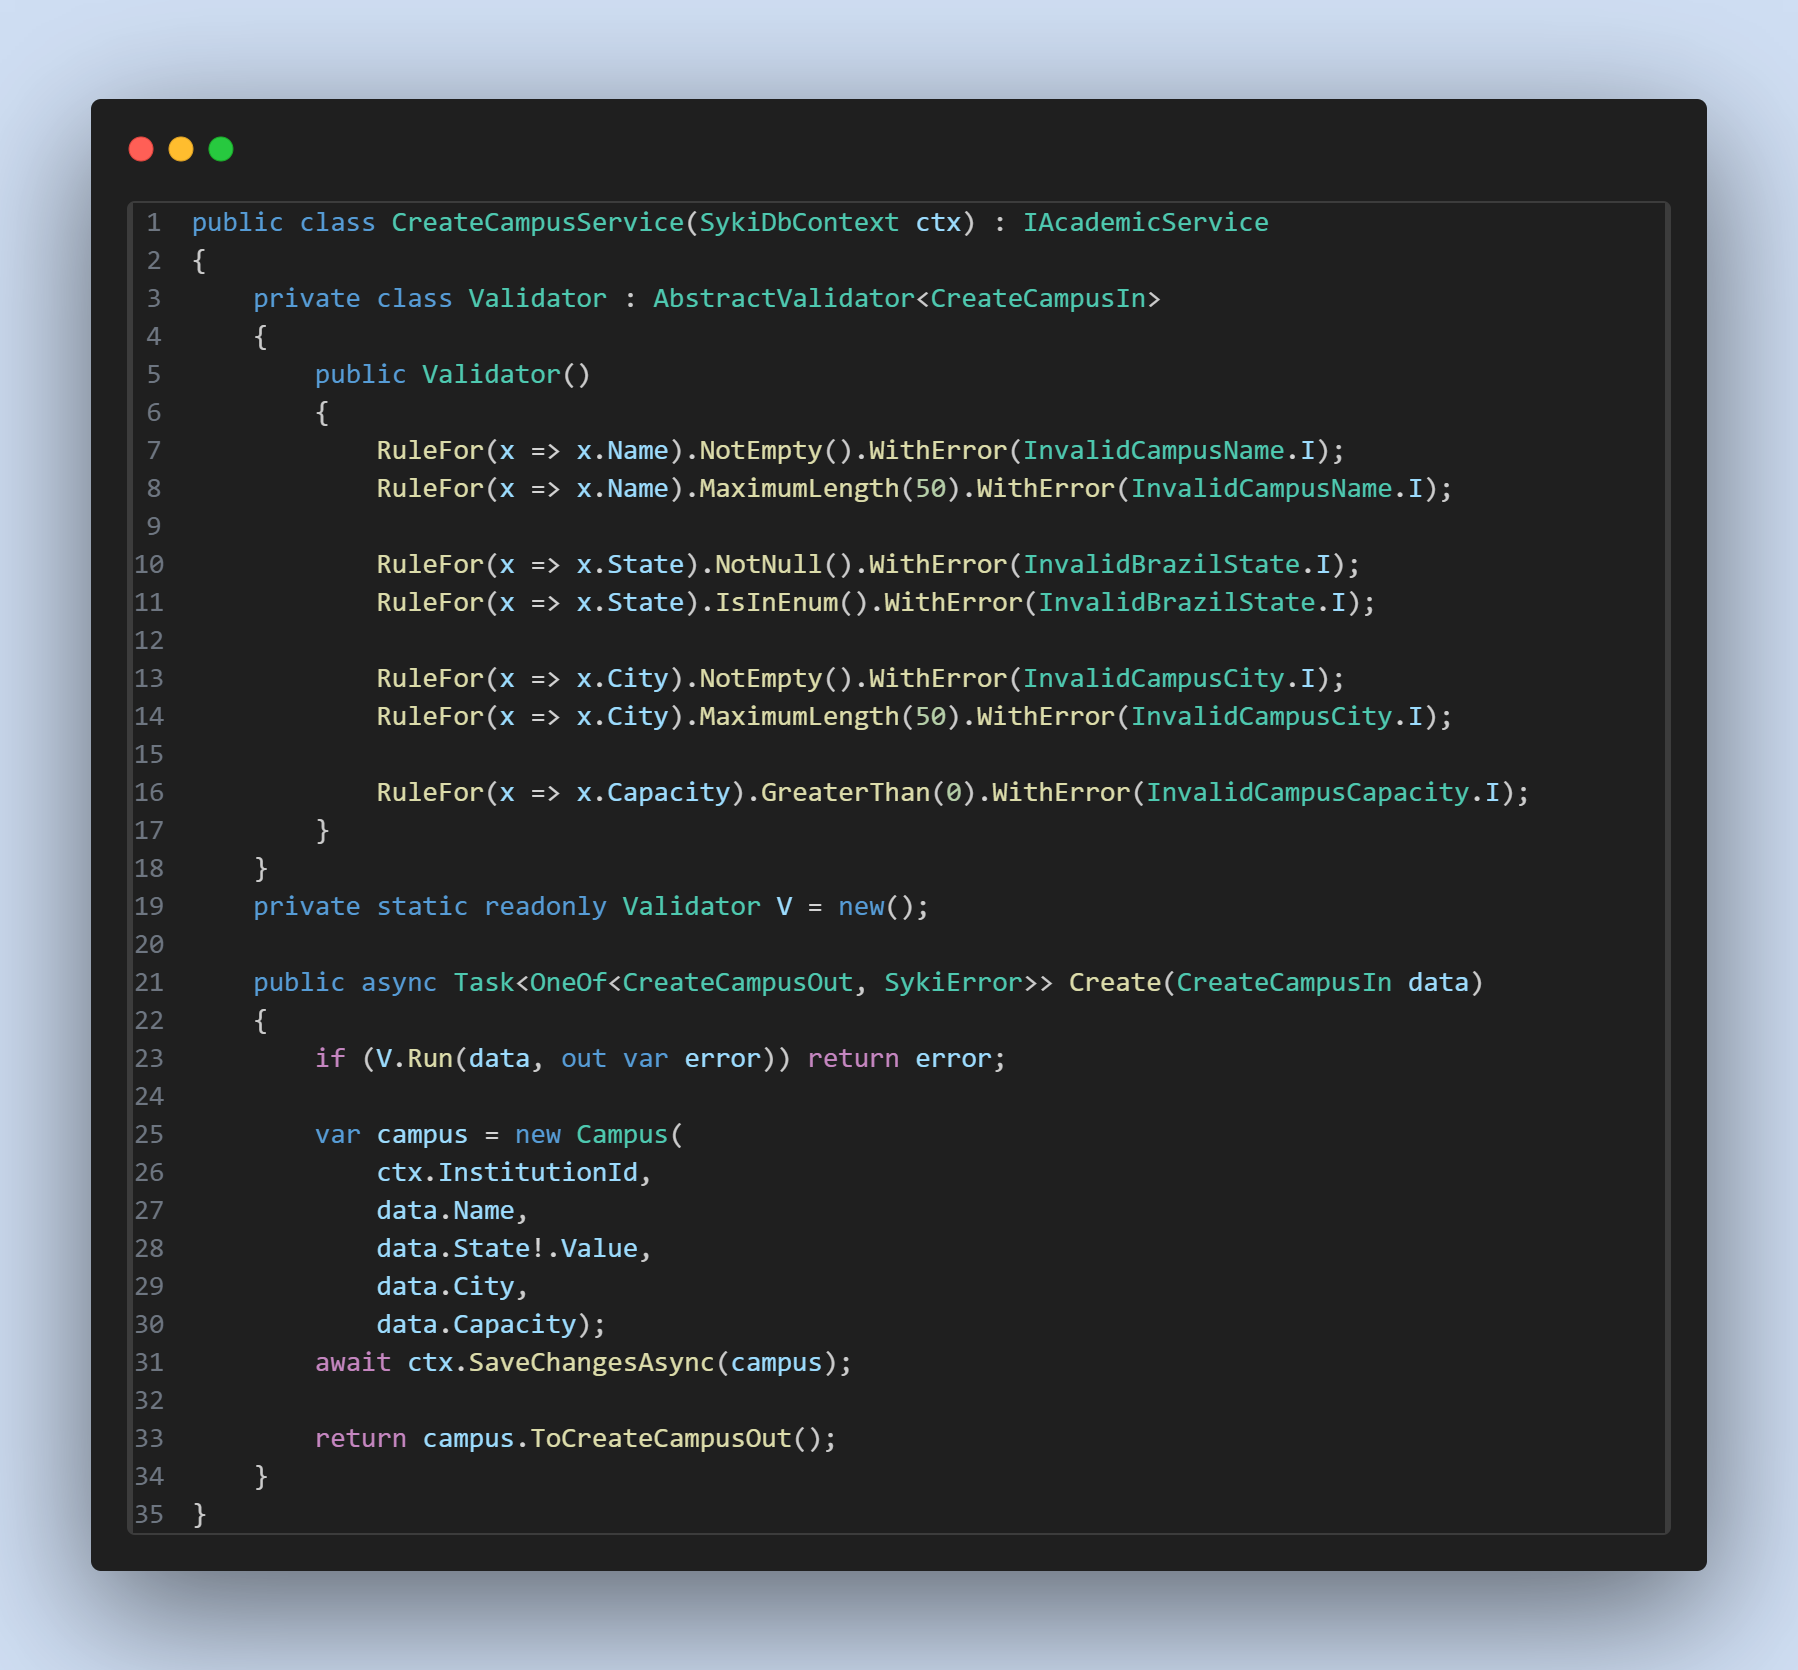 1 public class CreateCampusService(SykiDbContext ctx) : IAcademicService
2 {
3     private class Validator : AbstractValidator<CreateCampusIn>
4     {
5         public Validator()
6         {
7             RuleFor(x => x.Name).NotEmpty().WithError(InvalidCampusName.I);
8             RuleFor(x => x.Name).MaximumLength(50).WithError(InvalidCampusName.I);
9
10             RuleFor(x => x.State).NotNull().WithError(InvalidBrazilState.I);
11             RuleFor(x => x.State).IsInEnum().WithError(InvalidBrazilState.I);
12
13             RuleFor(x => x.City).NotEmpty().WithError(InvalidCampusCity.I);
14             RuleFor(x => x.City).MaximumLength(50).WithError(InvalidCampusCity.I);
15
16             RuleFor(x => x.Capacity).GreaterThan(0).WithError(InvalidCampusCapacity.I);
17         }
18     }
19     private static readonly Validator V = new();
20
21     public async Task<OneOf<CreateCampusOut, SykiError>> Create(CreateCampusIn data)
22     {
23         if (V.Run(data, out var error)) return error;
24
25         var campus = new Campus(
26             ctx.InstitutionId,
27             data.Name,
28             data.State!.Value,
29             data.City,
30             data.Capacity);
31         await ctx.SaveChangesAsync(campus);
32
33         return campus.ToCreateCampusOut();
34     }
35 }